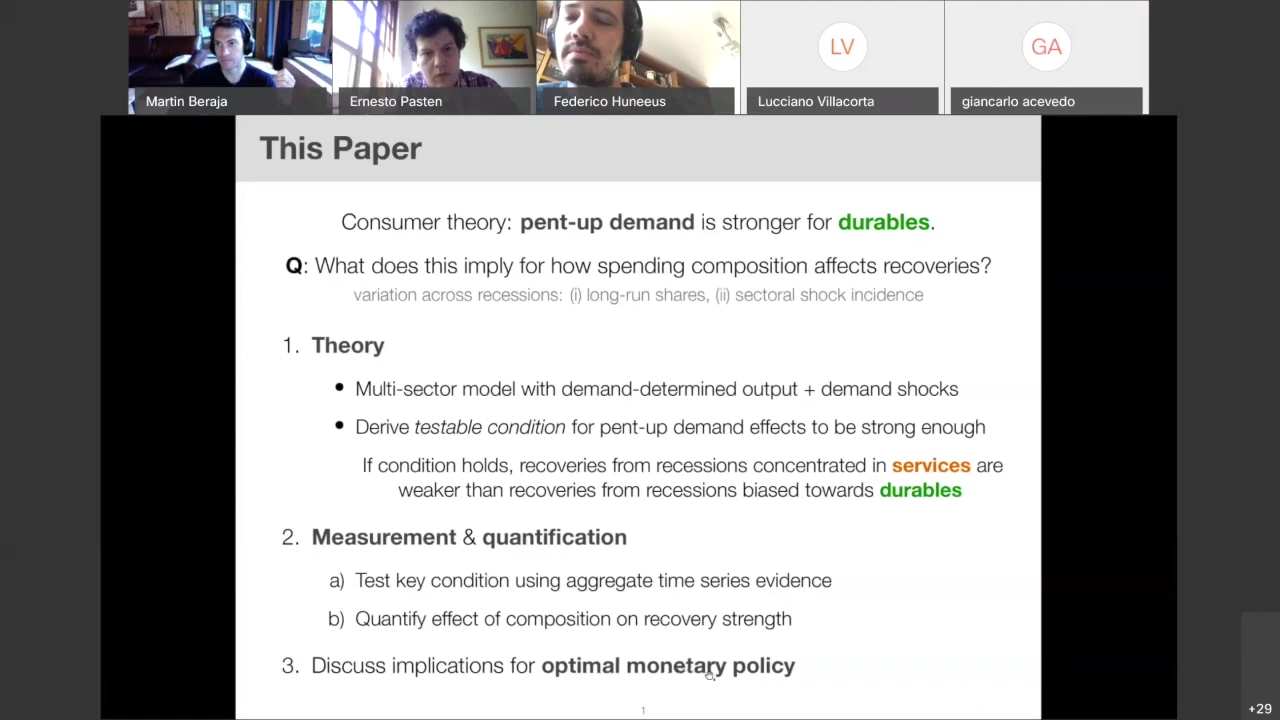 LV
GA
Martin Beraja
Ernesto Pasten
Federico Huneeus
Lucciano Villacorta
giancarlo acevedo
This Paper
Consumer theory: pent-up demand is stronger for durables.
Q: What does this imply for how spending composition affects recoveries?
variation across recessions: (i) long-run shares, (ii) sectoral shock incidence
1. Theory
• Multi-sector model with demand-determined output + demand shocks
• Derive testable condition for pent-up demand effects to be strong enough
If condition holds, recoveries from recessions concentrated in services are
weaker than recoveries from recessions biased towards durables
2. Measurement & quantification
a) Test key condition using aggregate time series evidence
b) Quantify effect of composition on recovery strength
3. Discuss implications for optimal monetary policy
1
+29